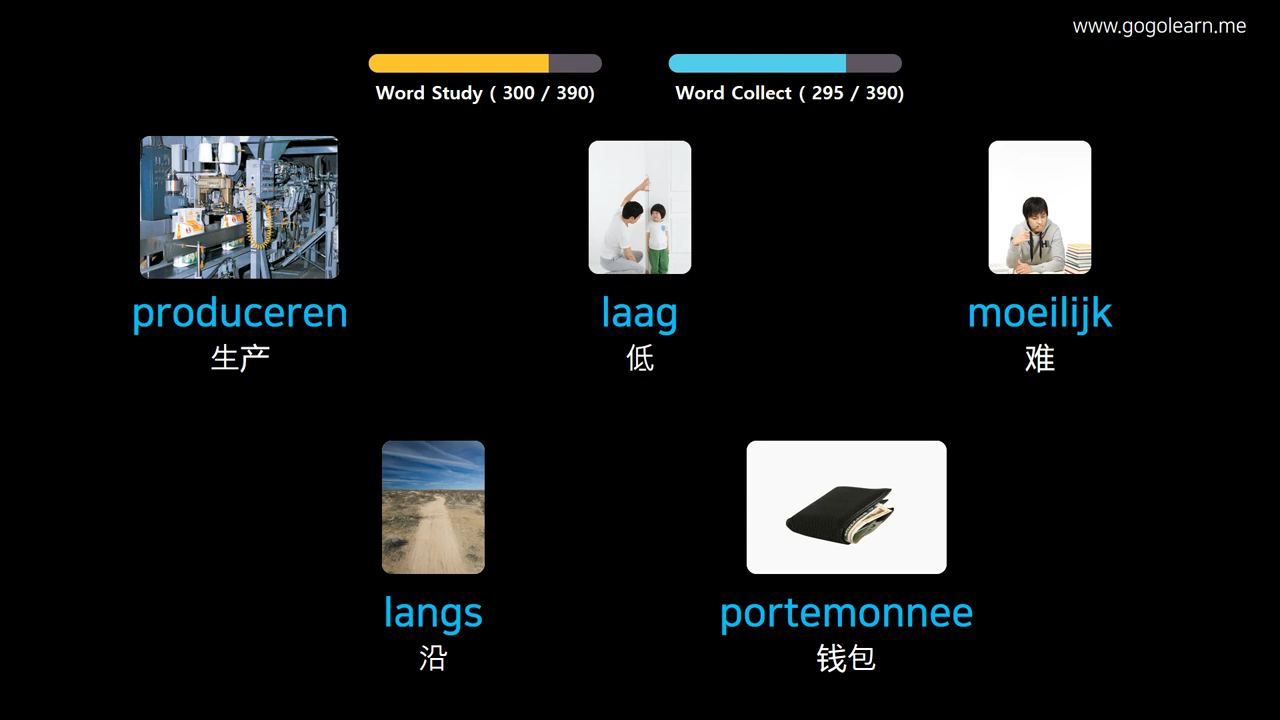 www.gogolearn.me
Word Study ( 300 / 390)
Word Collect ( 295 / 390)
produceren
生产
laag
低
moeilijk
难
langs
沿
portemonnee
钱包